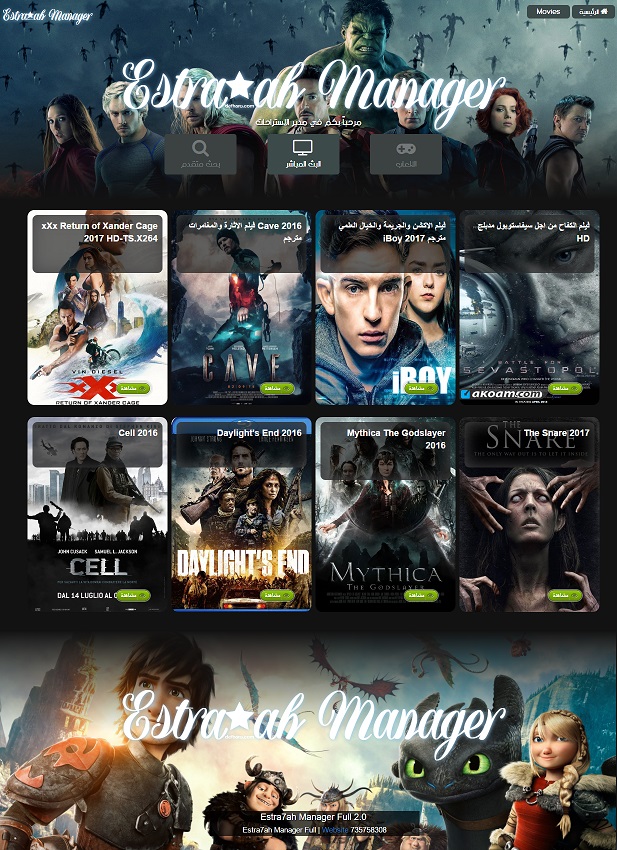 Estra★ah Manager
Movies
الرئيسية
Estra★ah Manager
defharo.com
مرحباً بكم في مدير الإستراحات
بحث متقدم
البث المباشر
الالعاب
xXx Return of Xander Cage
2017 HD-TS.X264
VIN DIESEL
xXx
RETURN OF XANDER CAGE
مشاهدة
فيلم الاثارة والمغامرات Cave 2016
مترجم
CAVE
مشاهدة
فيلم الاكشن والجريمة والخيال العلمي
مترجم iBoy 2017
iBOY
مشاهدة
فيلم الكفاح من اجل سيفاستوبول مدبلج ..
HD
BATTLE FOR
SEVASTOPOL
akoam.com
مشاهدة
Cell 2016
JOHN CUSACK SAMUEL L. JACKSON
CELL
DAL 14 LUGLIO AL
مشاهدة
Daylight's End 2016
DAYLIGHT'S END
مشاهدة
Mythica The Godslayer
2016
MYTHICA
THE GODSLAYER
مشاهدة
The Snare 2017
THE
SNARE
THE ONLY WAY OUT IS TO LET IT INSIDE
مشاهدة
Estra★ah Manager
defharo.com
Estra7ah Manager Full 2.0
Estra7ah Manager Full | Website 735758308